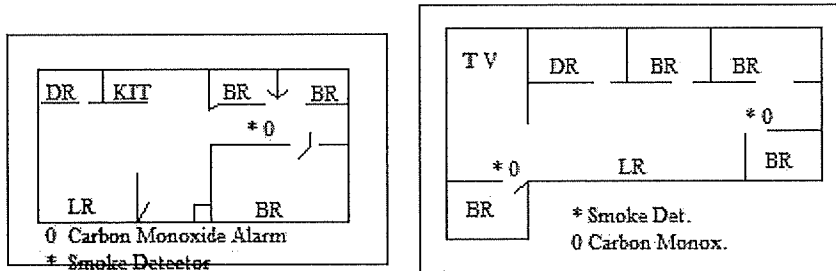 DR KIT BR BR
* 0
LR BR
0 Carbon Monoxide Alarm
* Smoke Detector
T V DR BR BR
* 0
* 0 LR BR
BR
* Smoke Det.
0 Carbon Monox.